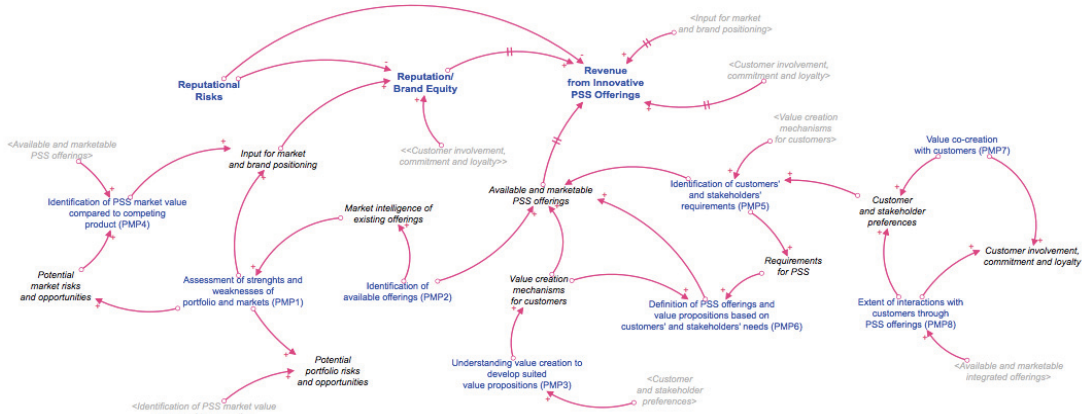 <Input for market
and brand positioning>
Reputational
Risks
Reputation/
Brand Equity
Revenue
from Innovative
PSS Offerings
<Customer involvement,
commitment and loyalty>
<Available and marketable
PSS offerings>
Input for market
and brand positioning
<<Customer involvement,
commitment and loyalty>>
<Value creation
mechanisms
for customers>
Value co-creation
with customers (PMP7)
Identification of PSS market value
compared to competing
product (PMP4)
Market intelligence of
existing offerings
Available and marketable
PSS offerings
Identification of customers'
and stakeholders'
requirements (PMP5)
Customer
and stakeholder
preferences
Customer involvement,
commitment and loyalty
Potential
market risks
and opportunities
Assessment of strenghts and
weaknesses of
portfolio and markets (PMP1)
Identification of
available offerings (PMP2)
Value creation
mechanisms
for customers
Requirements
for PSS
Definition of PSS offerings and
value propositions based on
customers' and stakeholders' needs (PMP6)
Extent of interactions with
customers through
PSS offerings (PMP8)
Potential
portfolio risks
and opportunities
Understanding value creation to
develop suited
value propositions (PMP3)
<Customer
and stakeholder
preferences>
<Available and marketable
integrated offerings>
<Identification of PSS market value